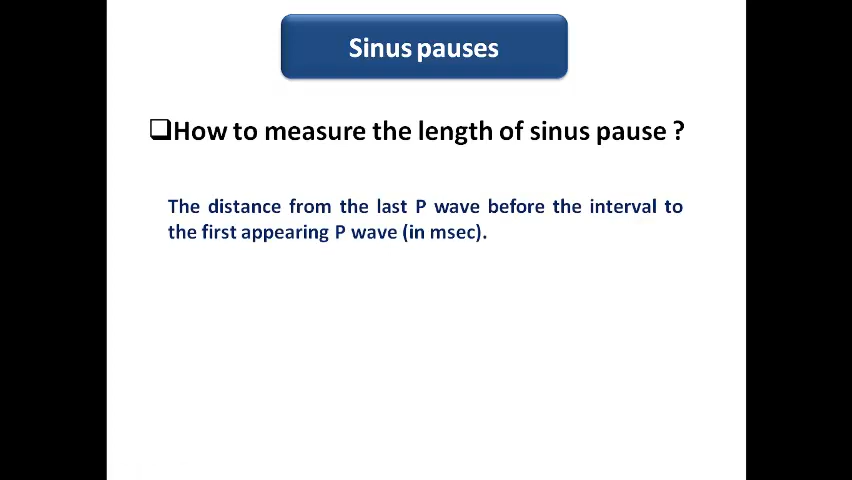 Sinus pauses
How to measure the length of sinus pause ?
The distance from the last P wave before the interval to
the first appearing P wave (in msec).